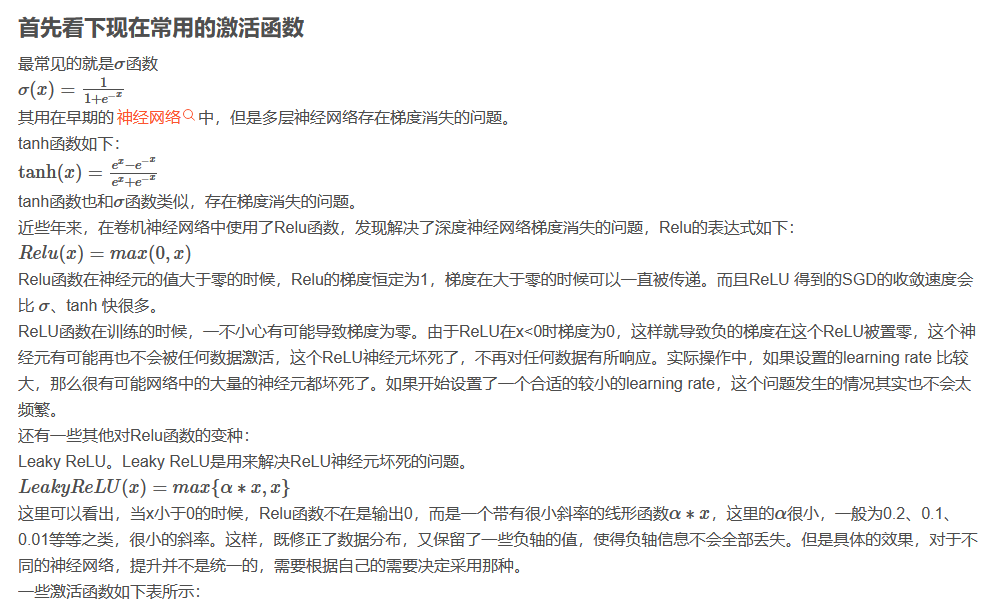 首先看下现在常用的激活函数
最常见的就是σ函数
σ(x) = 1/(1+e^{-x})
其用在早期的 神经网络 中，但是多层神经网络存在梯度消失的问题。
tanh函数如下：
tanh(x) = (e^x−e^{-x})/(e^x+e^{-x})
tanh函数也和σ函数类似，存在梯度消失的问题。
近些年来，在卷机神经网络中使用了Relu函数，发现解决了深度神经网络梯度消失的问题，Relu的表达式如下：
Relu(x) = max(0, x)
Relu函数在神经元的值大于零的时候，Relu的梯度恒定为1，梯度在大于零的时候可以一直被传递。而且ReLU 得到的SGD的收敛速度会
比 σ、tanh 快很多。
ReLU函数在训练的时候，一不小心有可能导致梯度为零。由于ReLU在x<0时梯度为0，这样就导致负的梯度在这个ReLU被置零，这个神
经元有可能再也不会被任何数据激活，这个ReLU神经元坏死了，不再对任何数据有所响应。实际操作中，如果设置的learning rate 比较
大，那么很有可能网络中的大量的神经元都坏死了。如果开始设置了一个合适的较小的learning rate，这个问题发生的情况其实也不会太
频繁。
还有一些其他对Relu函数的变种：
Leaky ReLU。Leaky ReLU是用来解决ReLU神经元坏死的问题。
LeakyReLU(x) = max{α ∗ x, x}
这里可以看出，当x小于0的时候，Relu函数不在是输出0，而是一个带有很小斜率的线形函数α ∗ x，这里的α很小，一般为0.2、0.1、
0.01等等之类，很小的斜率。这样，既修正了数据分布，又保留了一些负轴的值，使得负轴信息不会全部丢失。但是具体的效果，对于不
同的神经网络，提升并不是统一的，需要根据自己的需要决定采用那种。
一些激活函数如下表所示：